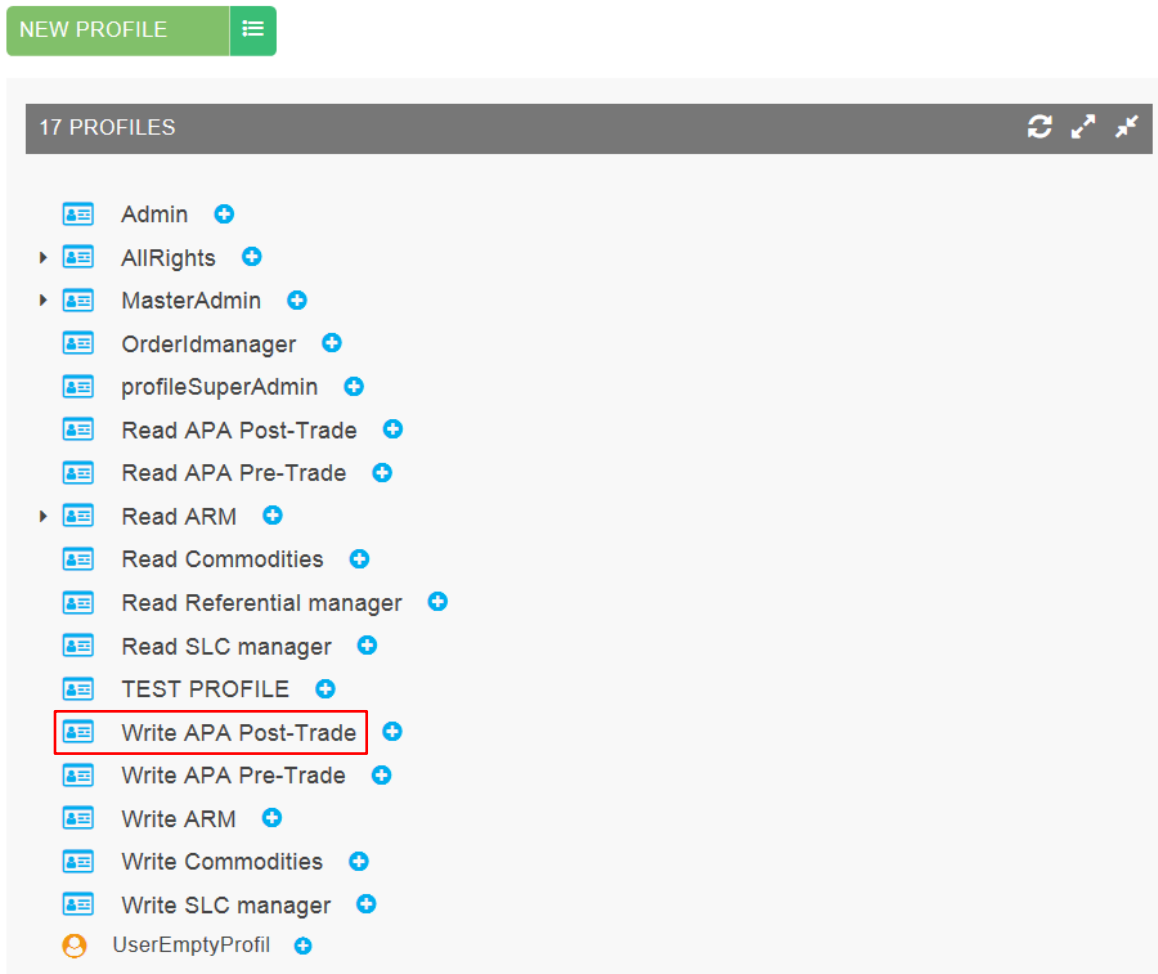 NEW PROFILE
17 PROFILES
Admin
AllRights
MasterAdmin
OrderIdmanager
profileSuperAdmin
Read APA Post-Trade
Read APA Pre-Trade
Read ARM
Read Commodities
Read Referential manager
Read SLC manager
TEST PROFILE
Write APA Post-Trade
Write APA Pre-Trade
Write ARM
Write Commodities
Write SLC manager
UserEmptyProfil